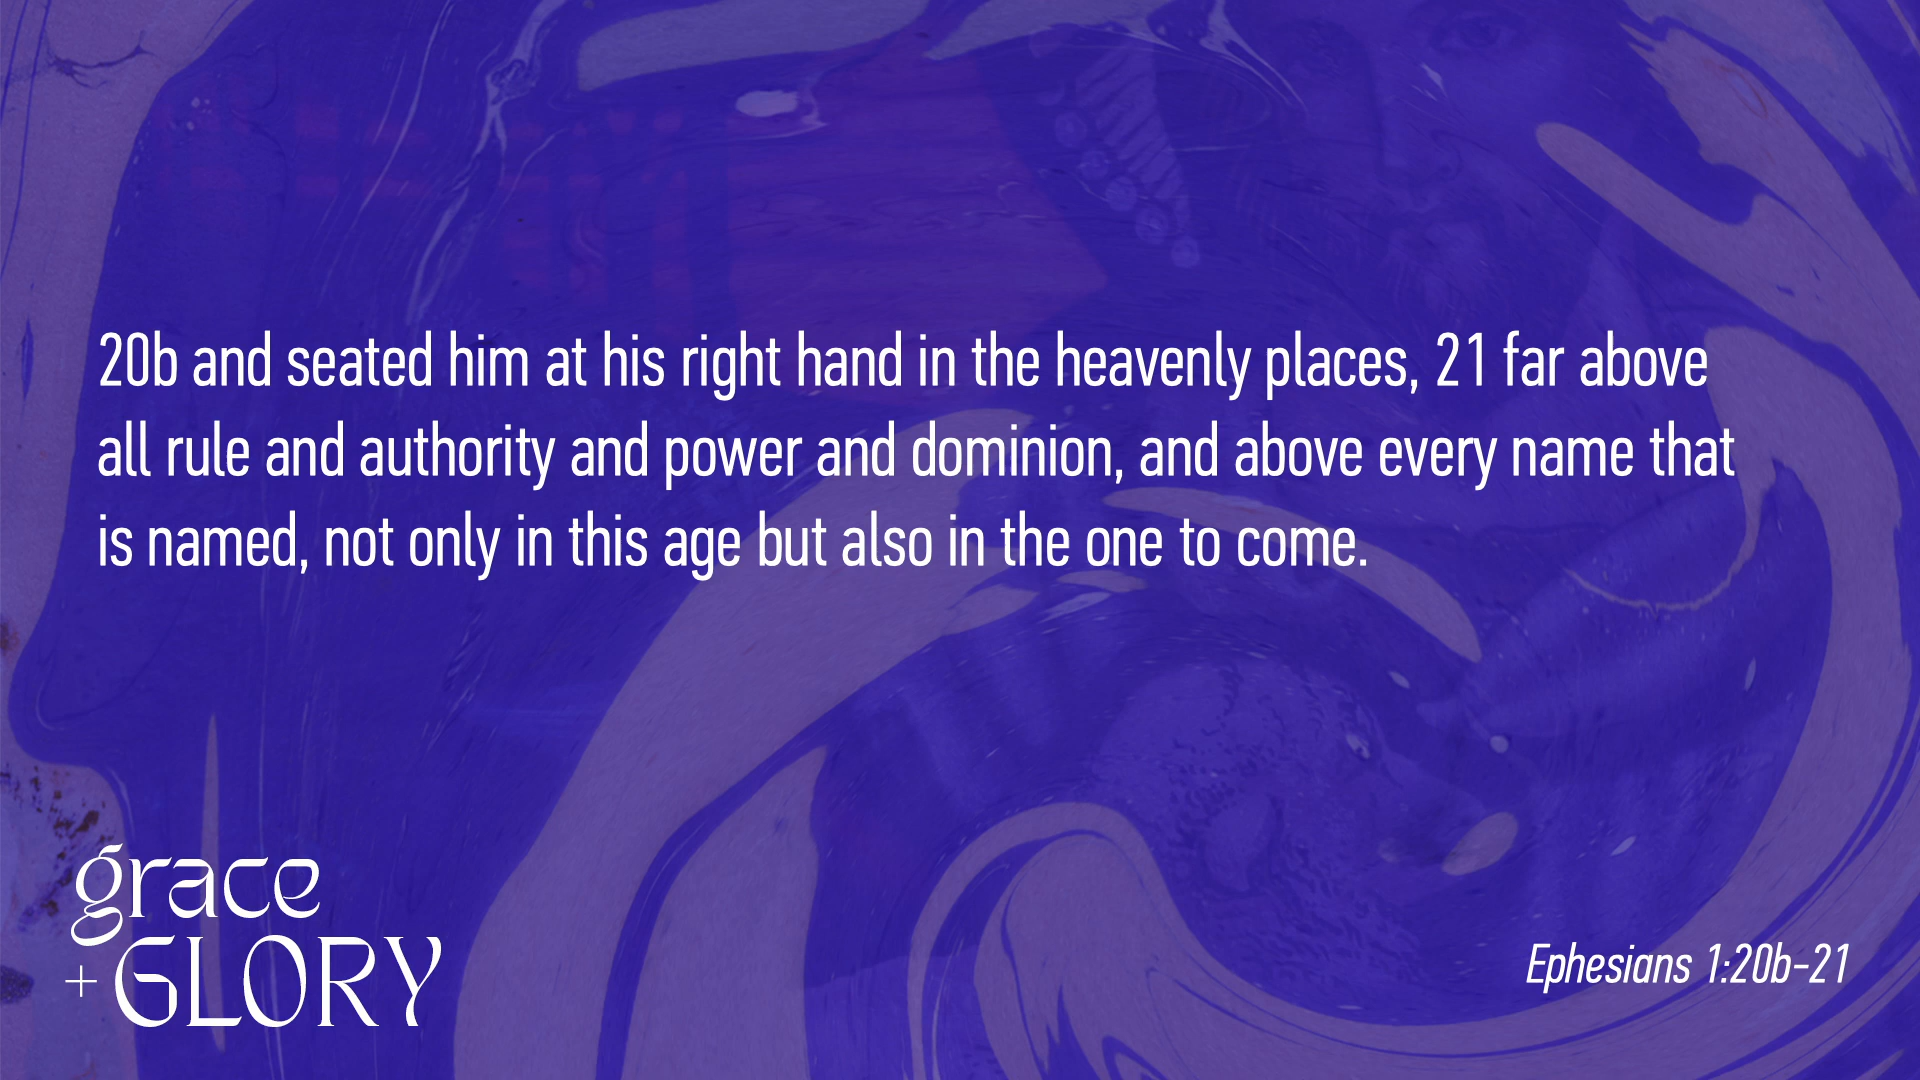 20b and seated him at his right hand in the heavenly places, 21 far above
all rule and authority and power and dominion, and above every name that
is named, not only in this age but also in the one to come.
grace
+ GLORY
Ephesians 1:20b-21